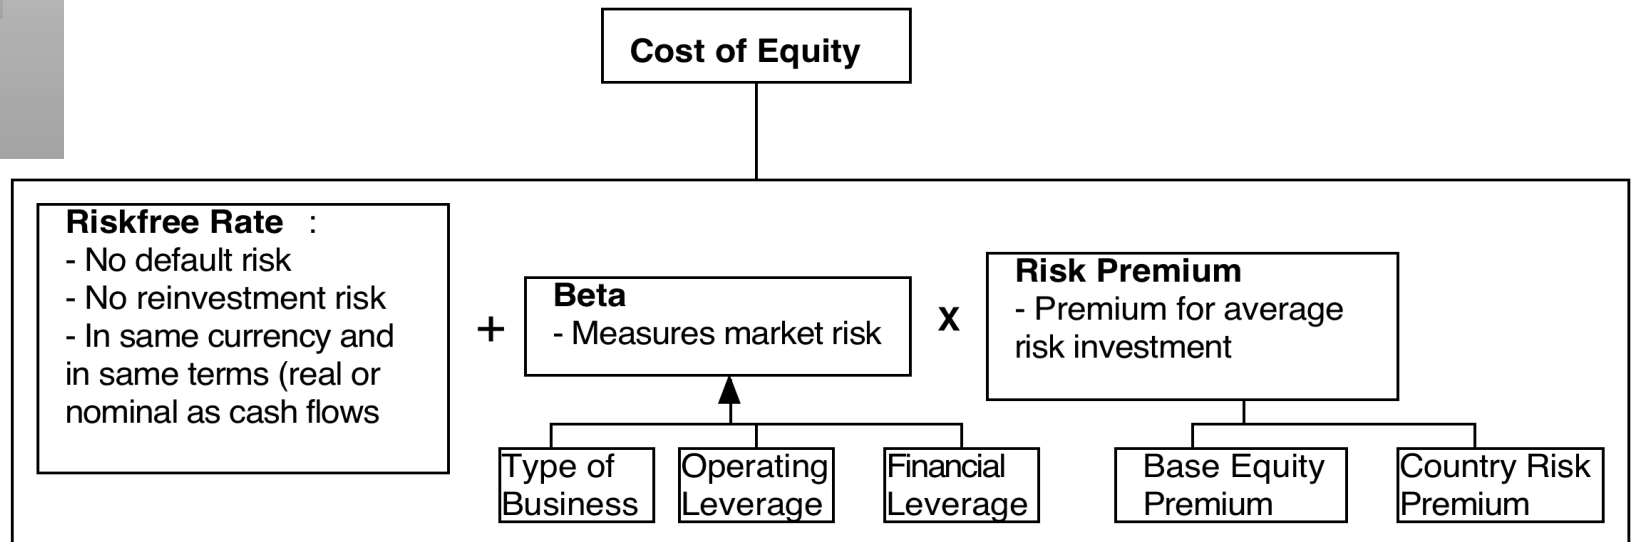 Cost of Equity
Riskfree Rate :
- No default risk
- No reinvestment risk
- In same currency and
in same terms (real or
nominal as cash flows
+
Beta
- Measures market risk
X
Risk Premium
- Premium for average
risk investment
Type of
Business
Operating
Leverage
Financial
Leverage
Base Equity
Premium
Country Risk
Premium